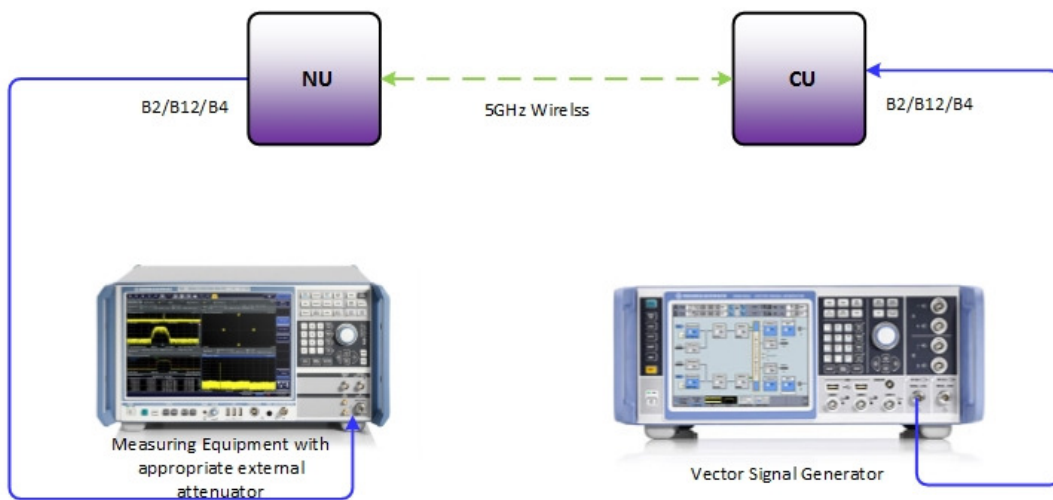 NU
CU
B2/B12/B4
5GHz Wirelss
B2/B12/B4
Measuring Equipment with
appropriate external
attenuator
Vector Signal Generator